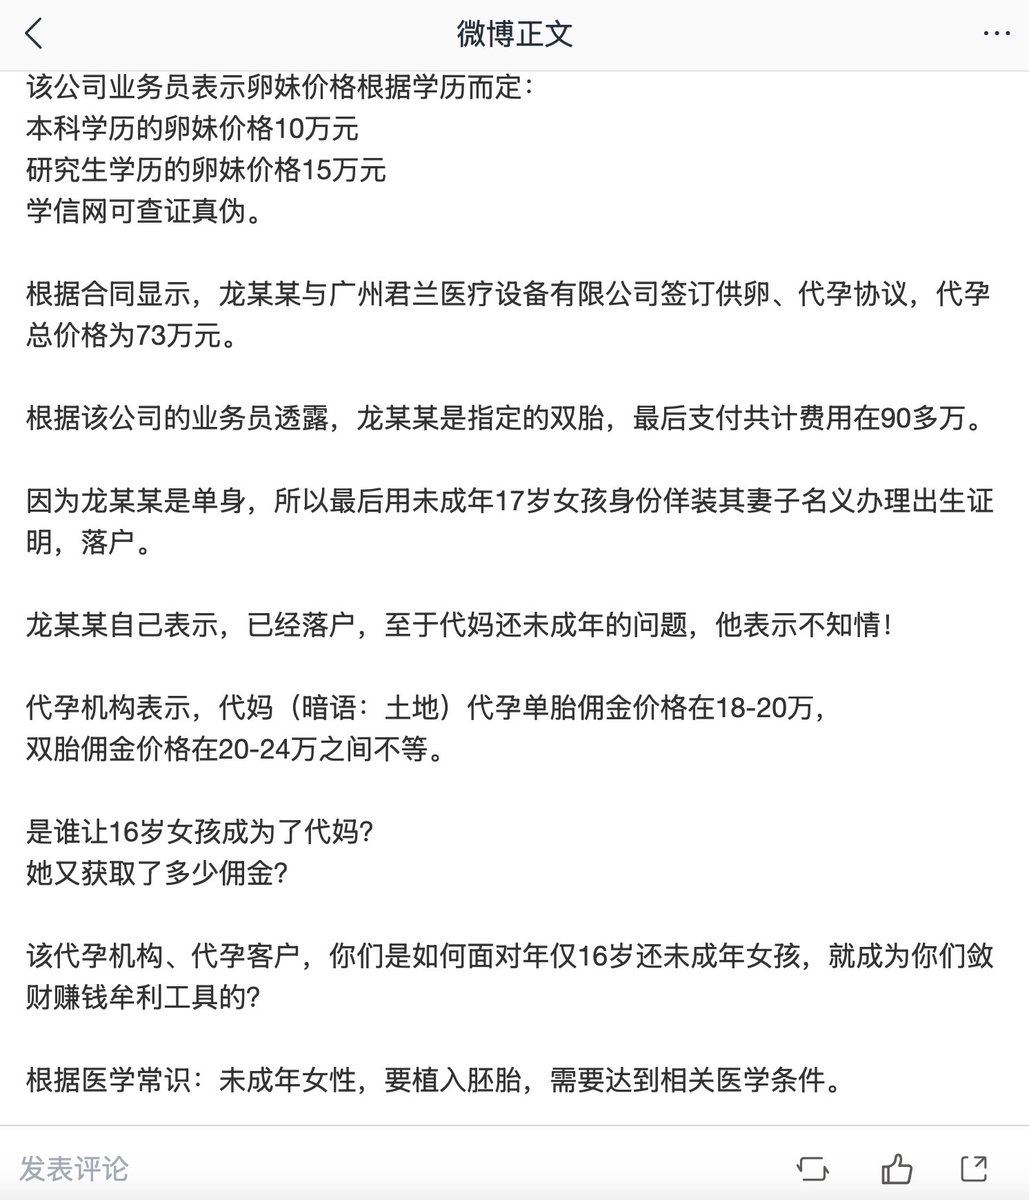 微博正文
该公司业务员表示卵妹价格根据学历而定：
本科学历的卵妹价格10万元
研究生学历的卵妹价格15万元
学信网可查证真伪。
根据合同显示，龙某某与广州君兰医疗设备有限公司签订供卵、代孕协议，代孕
总价格为73万元。
根据该公司的业务员透露，龙某某是指定的双胎，最后支付共计费用在90多万。
因为龙某某是单身，所以最后用未成年17岁女孩身份佯装其妻子名义办理出生证
明，落户。
龙某某自己表示，已经落户，至于代妈还未成年的问题，他表示不知情！
代孕机构表示，代妈（暗语：土地）代孕单胎佣金价格在18-20万，
双胎佣金价格在20-24万之间不等。
是谁让16岁女孩成为了代妈？
她又获取了多少佣金？
该代孕机构、代孕客户，你们是如何面对年仅16岁还未成年女孩，就成为你们敛
财赚钱牟利工具的？
根据医学常识：未成年女性，要植入胚胎，需要达到相关医学条件。
发表评论